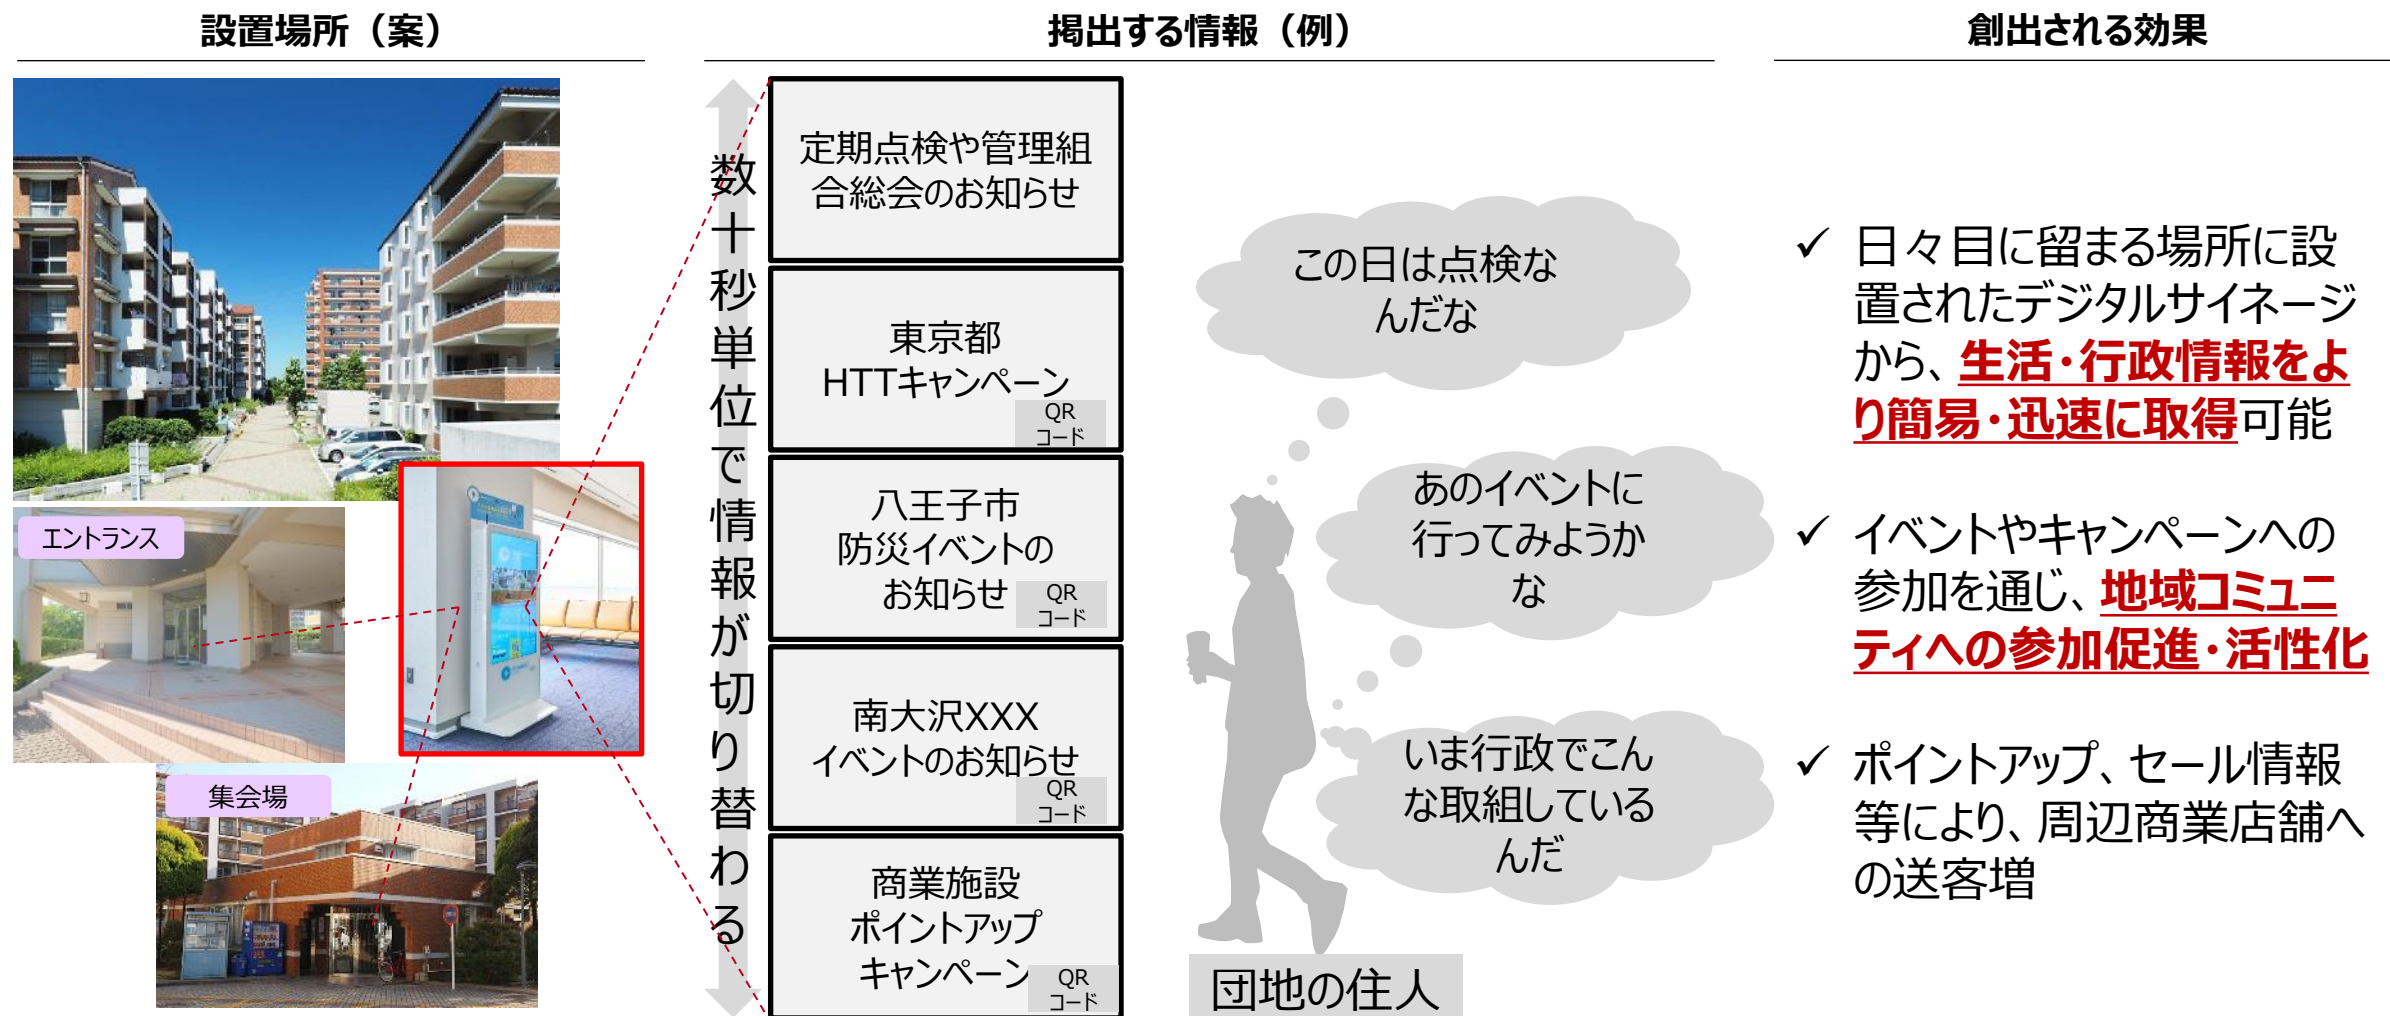 設置場所（案）
エントランス
集会場
掲出する情報（例）
数十秒単位で情報が切り替わる
定期点検や管理組
合総会のお知らせ
東京都
HTTキャンペーン
QR
コード
八王子市
防災イベントの
お知らせ
QR
コード
南大沢XXX
イベントのお知らせ
QR
コード
商業施設
ポイントアップ
キャンペーン
QR
コード
この日は点検な
んだな
あのイベントに
行ってみようか
な
いま行政でこん
な取組している
んだ
団地の住人
創出される効果
✓ 日々目に留まる場所に設
置されたデジタルサイネージ
から、生活・行政情報をよ
り簡易・迅速に取得可能
✓ イベントやキャンペーンへの
参加を通じ、地域コミュニ
ティへの参加促進・活性化
✓ ポイントアップ、セール情報
等により、周辺商業店舗へ
の送客増